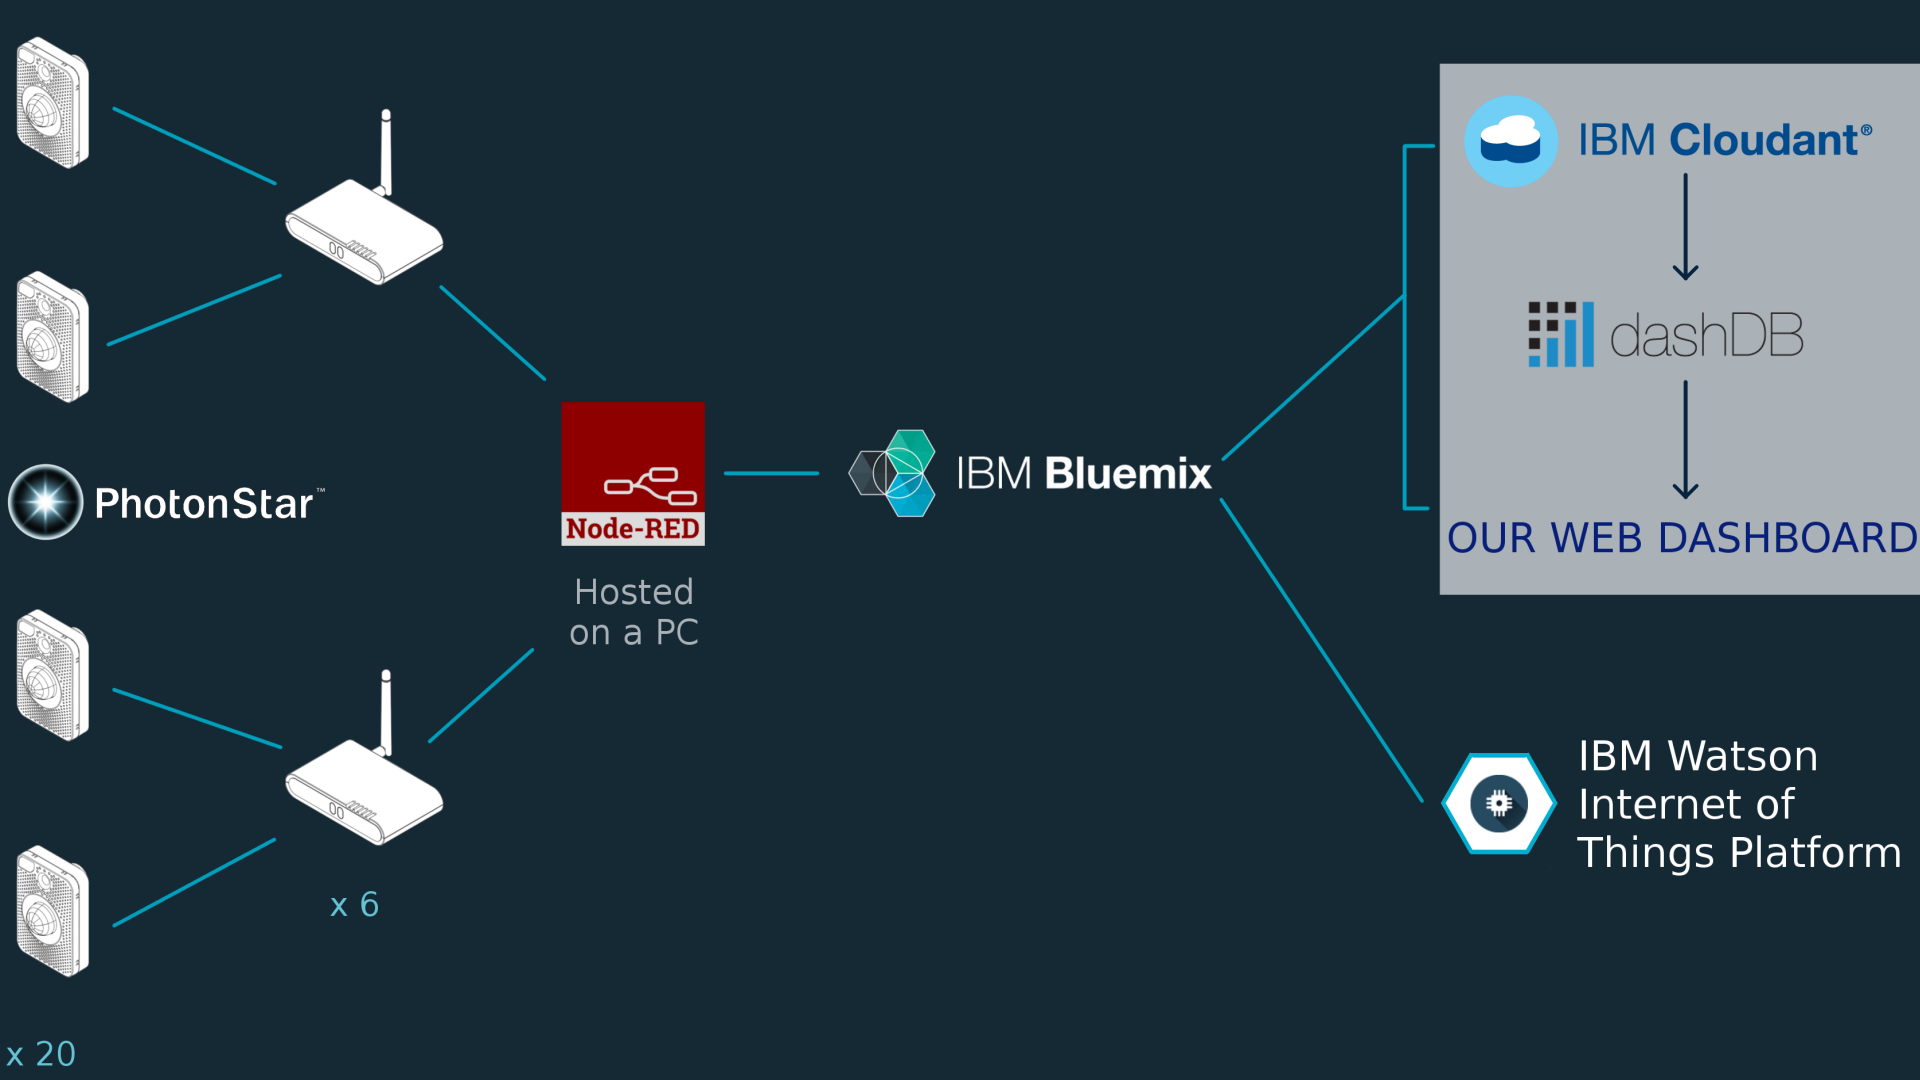 PhotonStar™
x 20
x 6
Node-RED
Hosted
on a PC
IBM Bluemix
IBM Cloudant®
dashDB
OUR WEB DASHBOARD
IBM Watson
Internet of
Things Platform